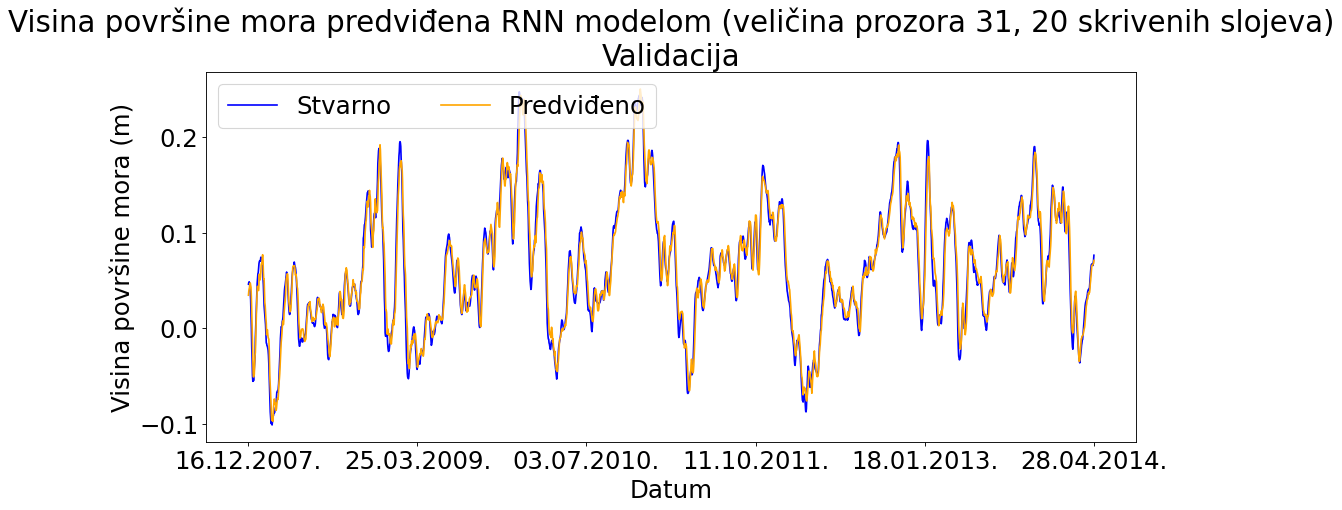 Visina površine mora predviđena RNN modelom (veličina prozora 31, 20 skrivenih slojeva)
Validacija
Stvarno Predviđeno
Visina površine mora (m)
0.2
0.1
0.0
−0.1
16.12.2007. 25.03.2009. 03.07.2010. 11.10.2011. 18.01.2013. 28.04.2014.
Datum